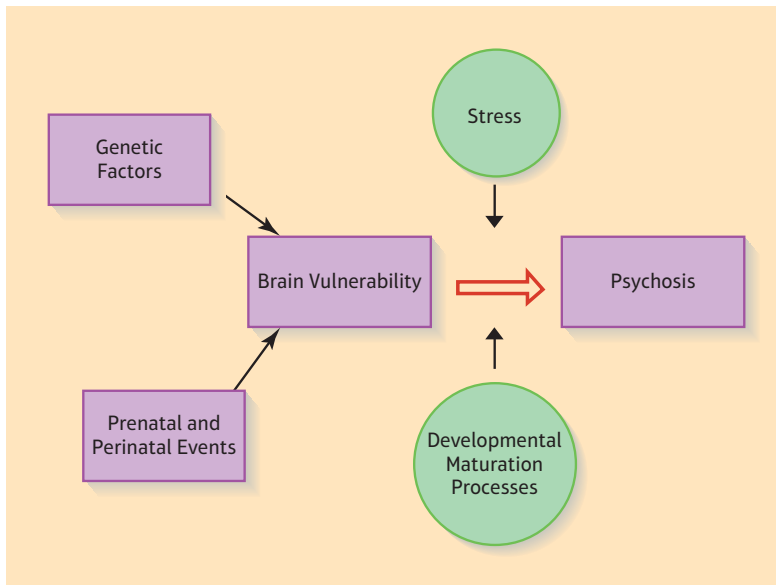 Stress
Genetic
Factors
Brain Vulnerability
Psychosis
Prenatal and
Perinatal Events
Developmental
Maturation
Processes